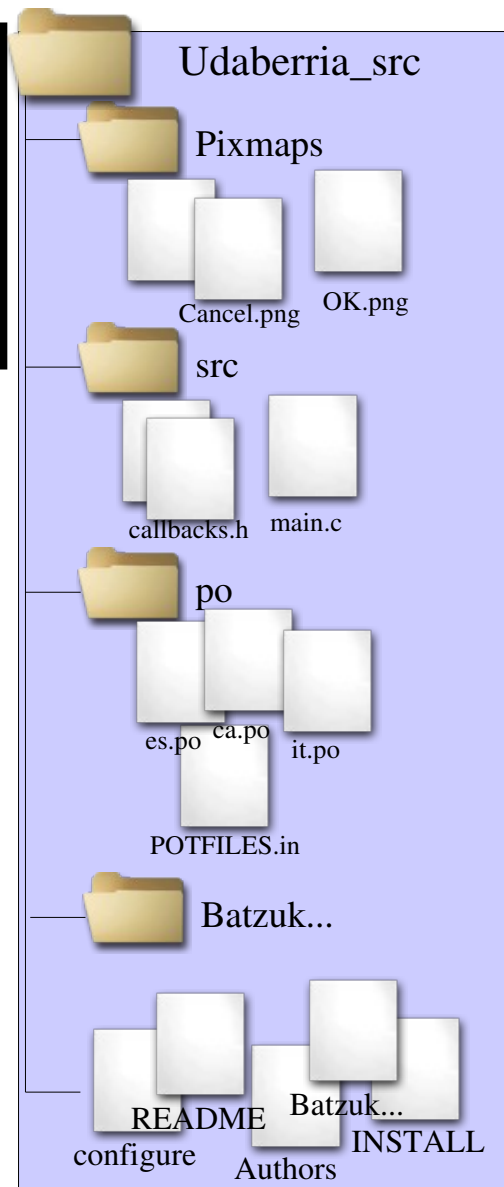 Udaberria_src
Pixmaps
Cancel.png
OK.png
src
callbacks.h
main.c
po
es.po
ca.po
it.po
POTFILES.in
Batzuk...
README
Batzuk...
configure
Authors
INSTALL